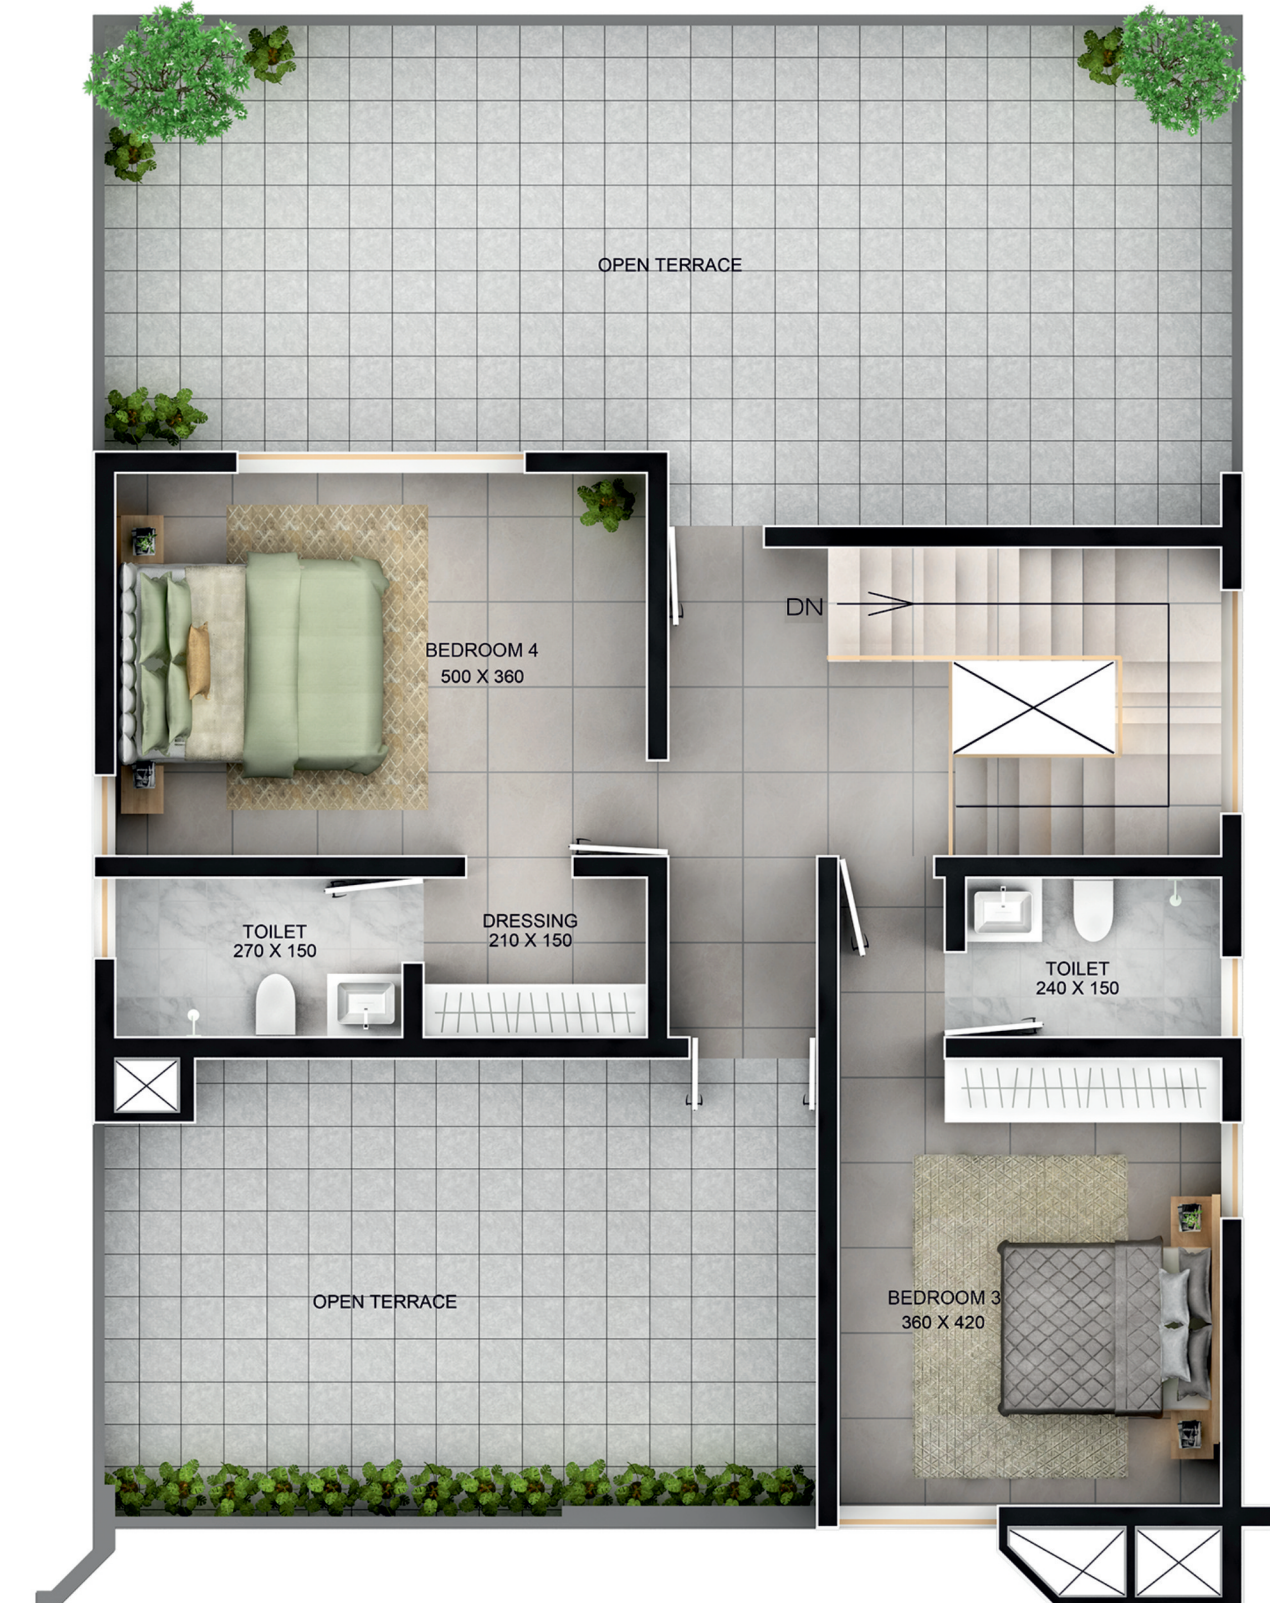 OPEN TERRACE
DN
BEDROOM 4
500 X 360
TOILET
270 X 150
DRESSING
210 X 150
TOILET
240 X 150
OPEN TERRACE
BEDROOM 3
360 X 420